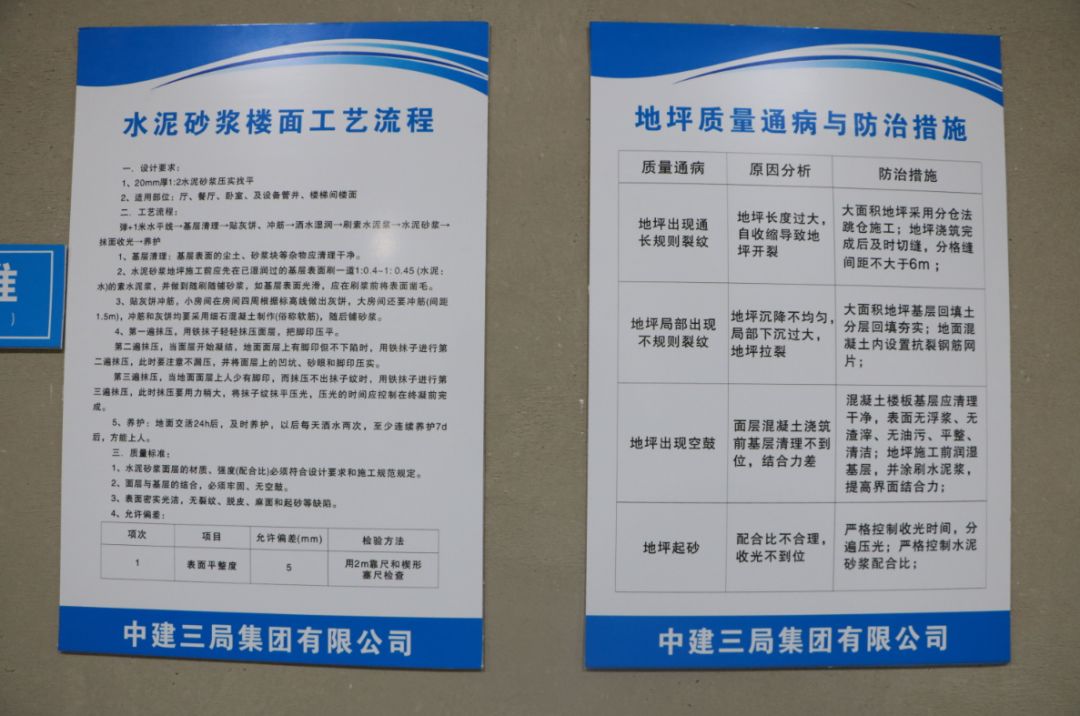 准
）
水泥砂浆楼面工艺流程
一. 设计要求：
1、20mm厚1:2水泥砂浆压实找平
2、适用部位：厅、餐厅、卧室、及设备管井、楼梯间楼面
二. 工艺流程：
弹+1米水平线→基层清理→贴灰饼、冲筋→洒水湿润→刷素水泥浆→水泥砂浆→
抹面收光→养护
1、基层清理：基层表面的尘土、砂浆块等杂物应清理干净。
2、水泥砂浆地坪施工前应先在已湿润过的基层表面刷一道1:0.4~1: 0.45 (水泥：
水)的素水泥浆，并做到随刷随铺砂浆，如基层表面光滑，应在刷浆前将表面凿毛。
3、贴灰饼冲筋，小房间在房间四周根据标高线做出灰饼，大房间还要冲筋(间距
1.5m)，冲筋和灰饼均要采用细石混凝土制作(俗称软筋)，随后铺砂浆。
4、第一遍抹压，用铁抹子轻轻抹压面层，把脚印压平。
第二遍抹压，当面层开始凝结，地面面层上有脚印但不下陷时，用铁抹子进行第
二遍抹压，此时要注意不漏压，并将面层上的凹坑、砂眼和脚印压实。
第三遍抹压，当地面面层上人少有脚印，而抹压不出抹子纹时，用铁抹子进行第
三遍抹压，此时抹压要用力稍大，将抹子纹抹平压光，压光的时间应控制在终凝前完
成。
5、养护：地面交活24h后，及时养护，以后每天洒水两次，至少连续养护7d
后，方能上人。
三. 质量标准：
1、水泥砂浆面层的材质、强度(配合比)必须符合设计要求和施工规范规定。
2、面层与基层的结合，必须牢固、无空鼓。
3、表面密实光洁，无裂纹、脱皮、麻面和起砂等缺陷。
4、允许偏差：
项次 项目 允许偏差(mm) 检验方法
1 表面平整度 5 用2m靠尺和楔形
塞尺检查
中建三局集团有限公司
地坪质量通病与防治措施
质量通病 原因分析 防治措施
地坪出现通
长规则裂纹
地坪长度过大，
自收缩导致地
坪开裂
大面积地坪采用分仓法
跳仓施工；地坪浇筑完
成后及时切缝，分格缝
间距不大于6m；
地坪局部出现
不规则裂纹
地坪沉降不均匀，
局部下沉过大，
地坪拉裂
大面积地坪基层回填土
分层回填夯实；地面混
凝土内设置抗裂钢筋网
片；
地坪出现空鼓
面层混凝土浇筑
前基层清理不到
位，结合力差
混凝土楼板基层应清理
干净，表面无浮浆、无
渣滓、无油污、平整、
清洁；地坪施工前润湿
基层，并涂刷水泥浆，
提高界面结合力；
地坪起砂
配合比不合理，
收光不到位
严格控制收光时间，分
遍压光；严格控制水泥
砂浆配合比；
中建三局集团有限公司